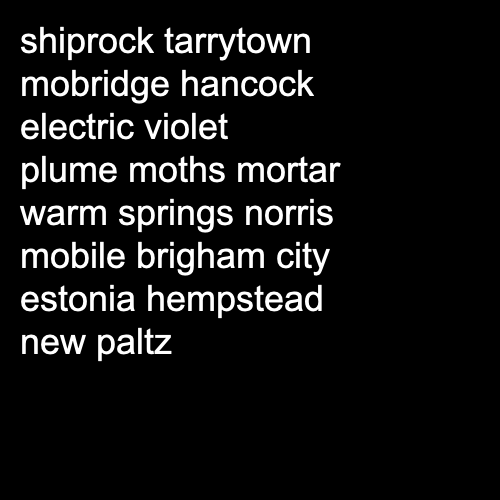 shiprock tarrytown
mobridge hancock
electric violet
plume moths mortar
warm springs norris
mobile brigham city
estonia hempstead
new paltz